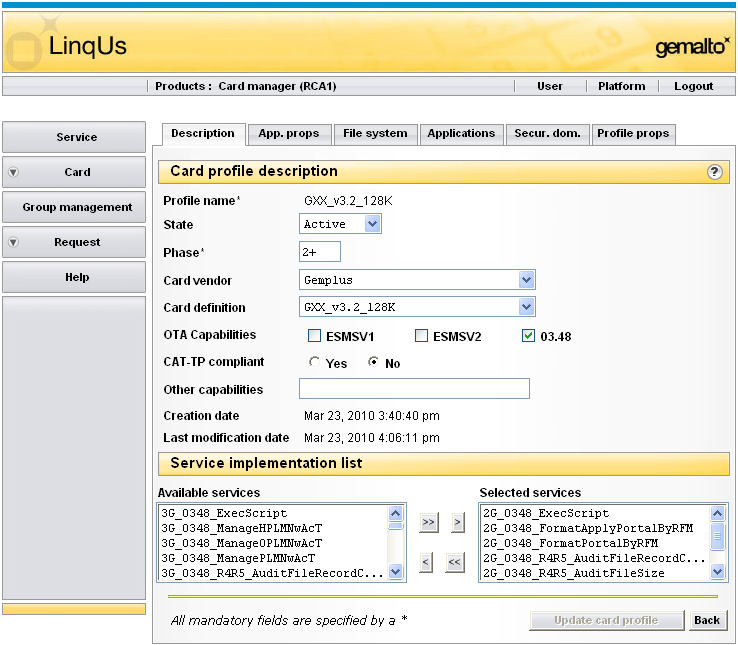 LinqUs
gemalto
Products : Card manager (RCA1)
User
Platform
Logout
Service
Card
Group management
Request
Help
Description
App. props
File system
Applications
Secur. dom.
Profile props
Card profile description
?
Profile name* GXX_v3.2_128K
State Active
Phase* 2+
Card vendor Gemplus
Card definition GXX_v3.2_128K
OTA Capabilities ESMSV1 ESMSV2 03.48
CAT-TP compliant Yes No
Other capabilities
Creation date Mar 23, 2010 3:40:40 pm
Last modification date Mar 23, 2010 4:06:11 pm
Service implementation list
Available services
3G_0348_ExecScript
3G_0348_ManageHPLMNwAcT
3G_0348_ManageOPLMNwAcT
3G_0348_ManagePLMNwAcT
3G_0348_R4R5_AuditFileRecordC...
>> >
< <<
Selected services
2G_0348_ExecScript
2G_0348_FormatApplyPortalByRFM
2G_0348_FormatPortalByRFM
2G_0348_R4R5_AuditFileRecordC...
2G_0348_R4R5_AuditFileSize
All mandatory fields are specified by a *
Update card profile
Back